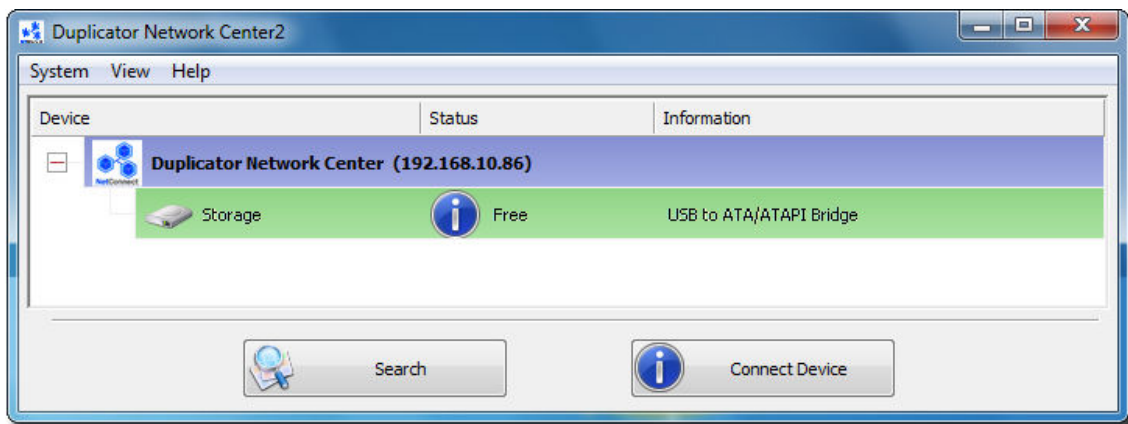 Duplicator Network Center2
System View Help
Device Status Information
Duplicator Network Center (192.168.10.86)
NetConnect
Storage Free USB to ATA/ATAPI Bridge
Search Connect Device